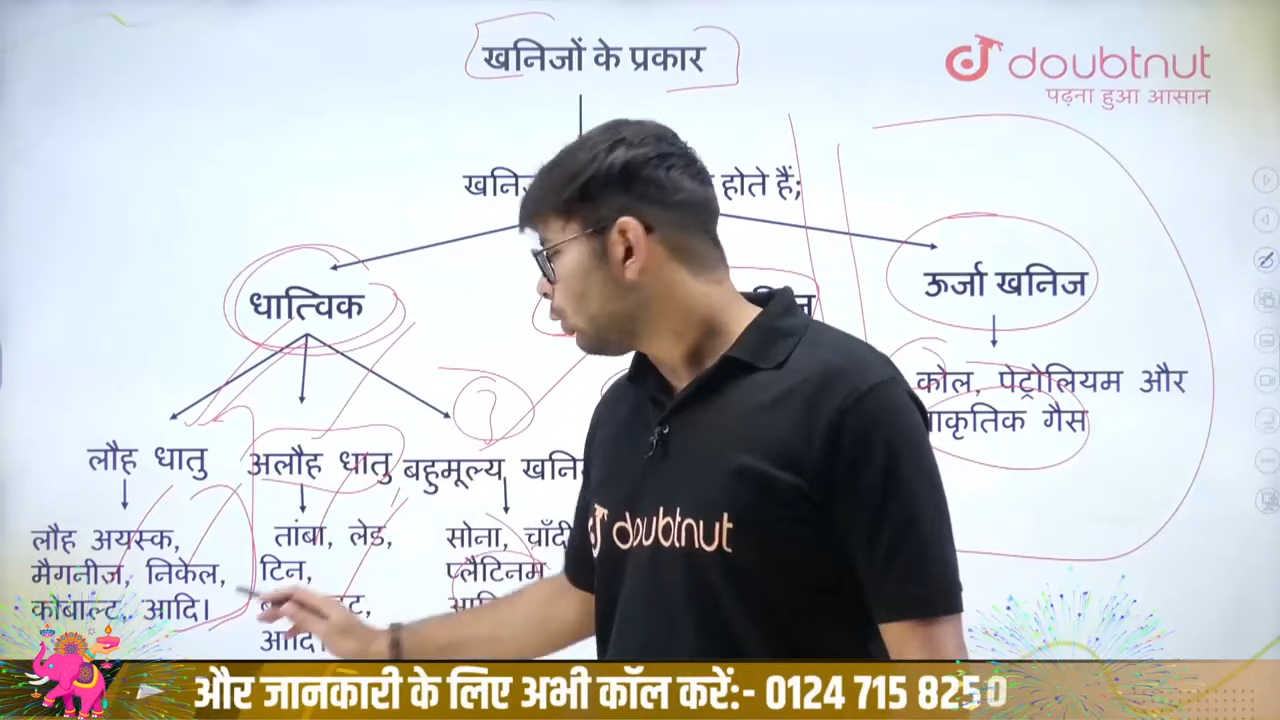 खनिजों के प्रकार
doubtnut
पढ़ना हुआ आसान
होते हैं;
धात्विक
ऊर्जा खनिज
कोल, पेट्रोलियम और
गैस
लौह धातु
अलौह धातु
बहुमूल्य
लौह अयस्क,
मैगनीज, निकेल,
कोबाल्ट, आदि।
तांबा, लेड,
टिन,
आदि।
सोना, चाँदी
प्लैटिनम
doubtnut
और जानकारी के लिए अभी कॉल करें:- 0124 715 8250